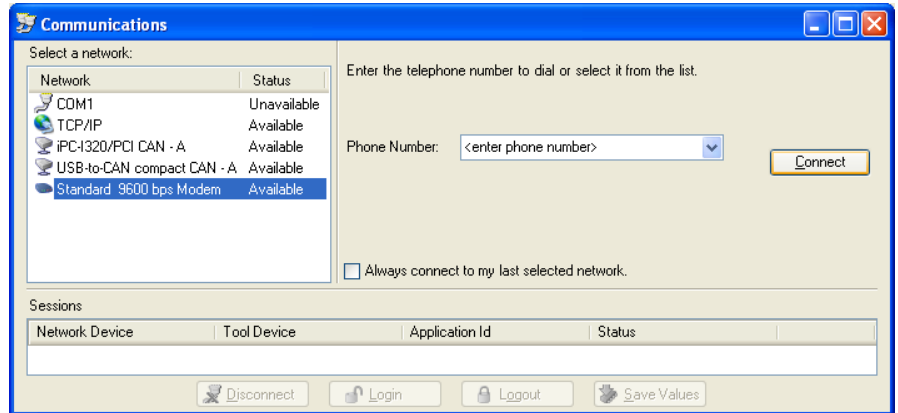 Communications
Select a network:
Network Status
COM1 Unavailable
TCP/IP Available
iPC-I320/PCI CAN - A Available
USB-to-CAN compact CAN - A Available
Standard 9600 bps Modem Available
Enter the telephone number to dial or select it from the list.
Phone Number: <enter phone number>
Connect
Always connect to my last selected network.
Sessions
Network Device Tool Device Application Id Status
Disconnect Login Logout Save Values